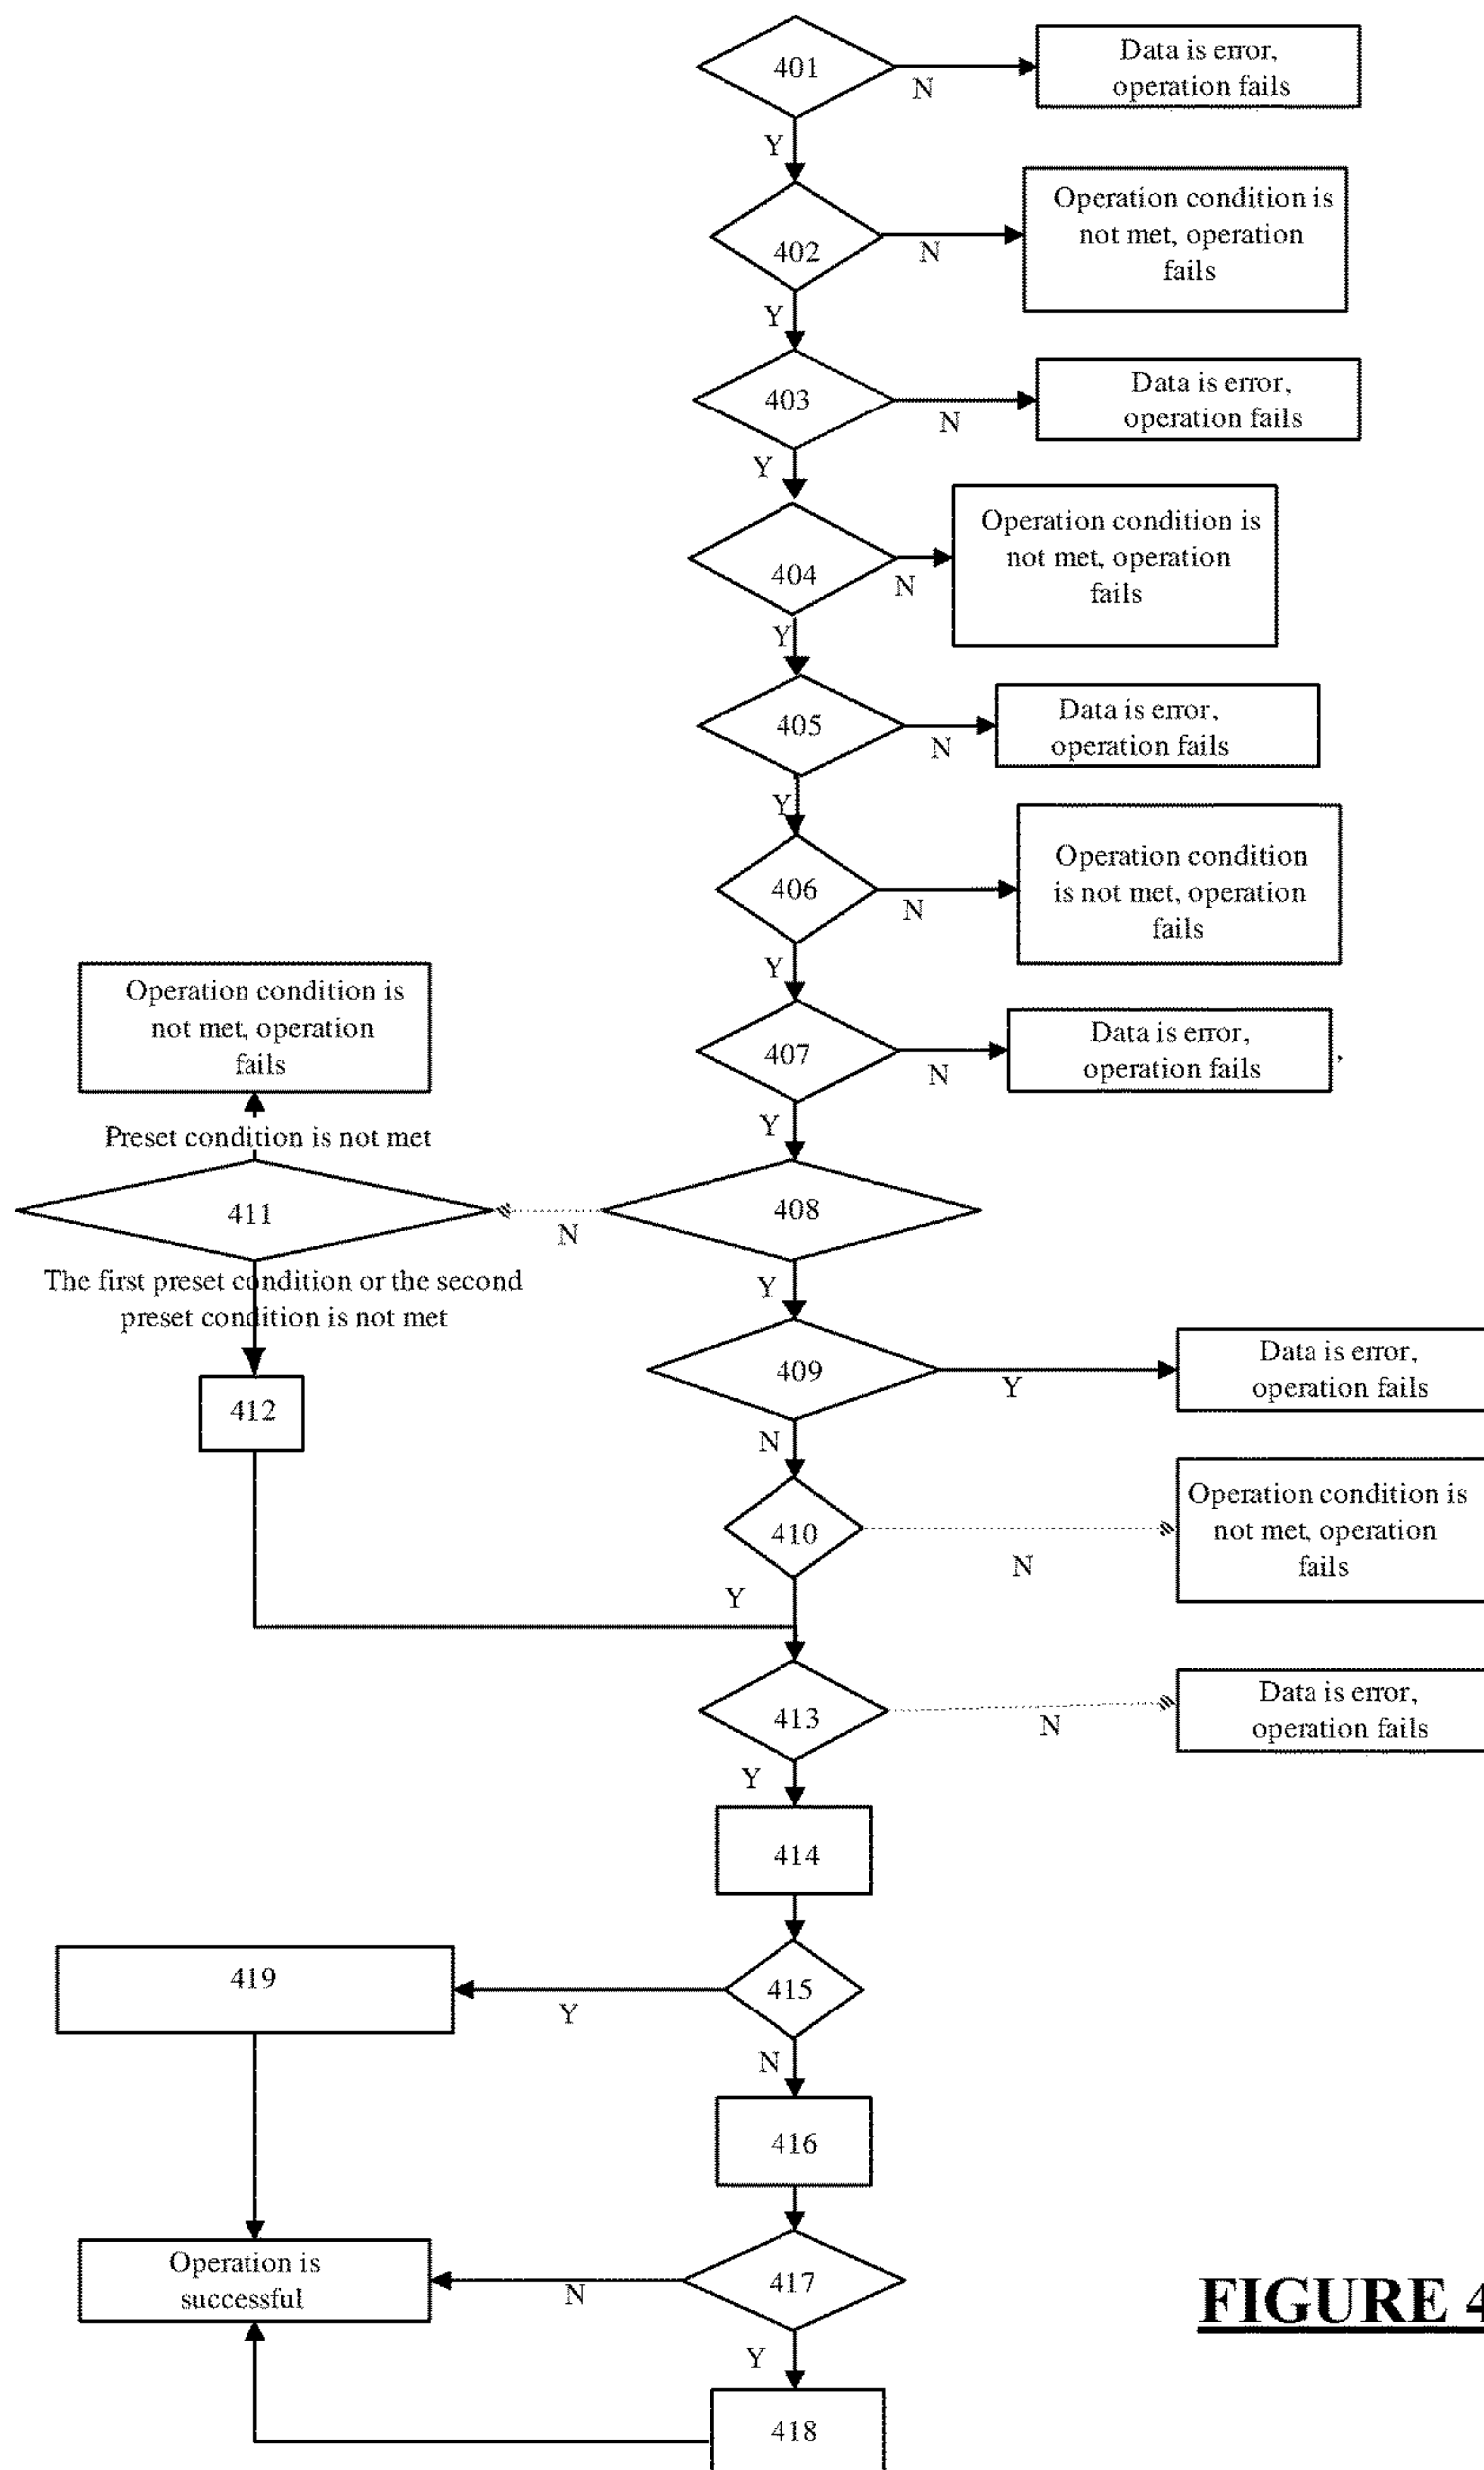 401
N
Data is error,
operation fails
Y
402
N
Operation condition is
not met, operation
fails
Y
403
N
Data is error,
operation fails
Y
404
N
Operation condition is
not met, operation
fails
Y
405
N
Data is error,
operation fails
Y
406
N
Operation condition
is not met, operation
fails
Y
407
N
Data is error,
operation fails
,
Y
Operation condition is
not met, operation
fails
Preset condition is not met
411
N
408
The first preset condition or the second
preset condition is not met
Y
412
409
Y
Data is error,
operation fails
N
410
N
Operation condition is
not met, operation
fails
Y
413
N
Data is error,
operation fails
Y
414
419
Y
415
N
416
Operation is
successful
N
417
Y
418
FIGURE 4